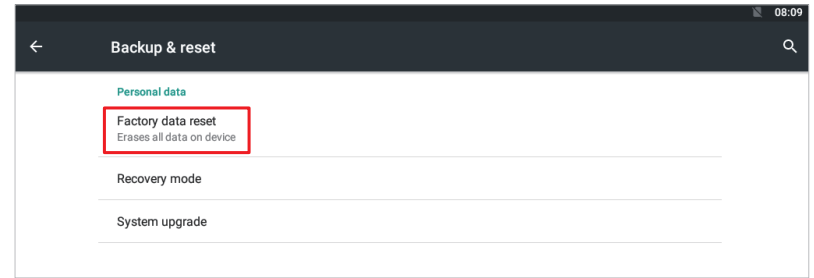 08:09
Backup & reset
Personal data
Factory data reset
Erases all data on device
Recovery mode
System upgrade